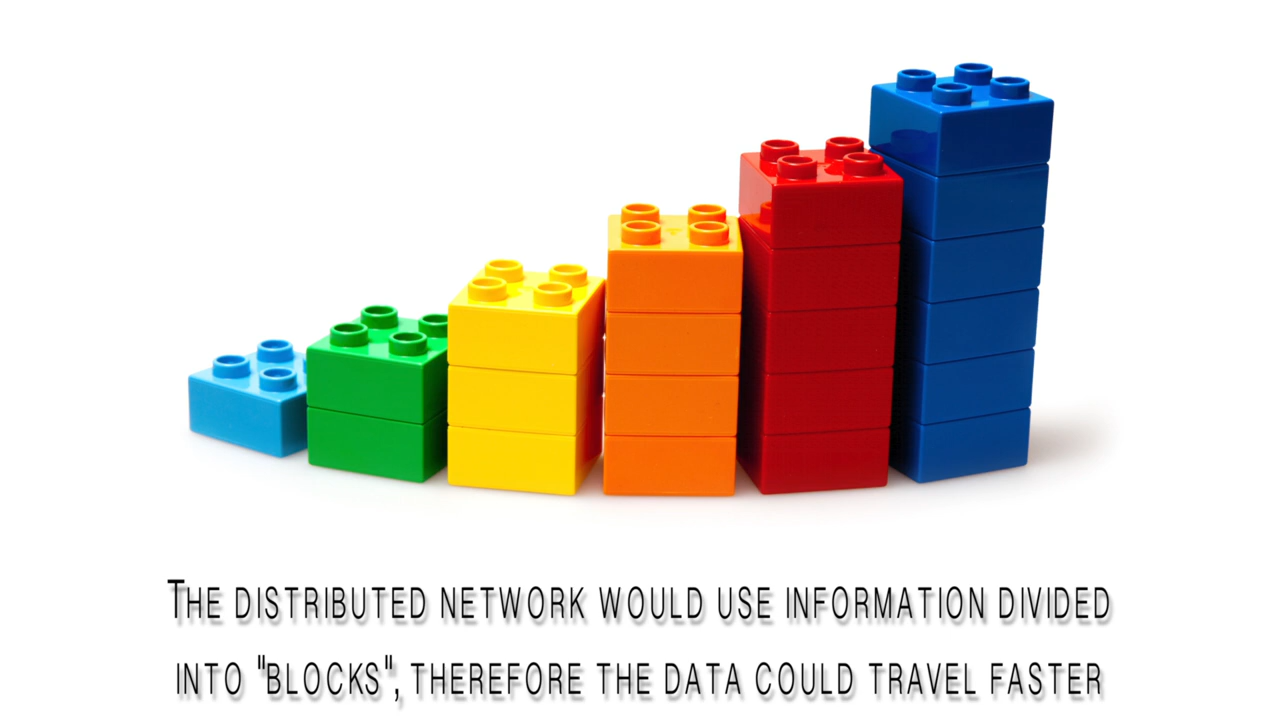 The distributed network would use information divided
into "blocks", therefore the data could travel faster